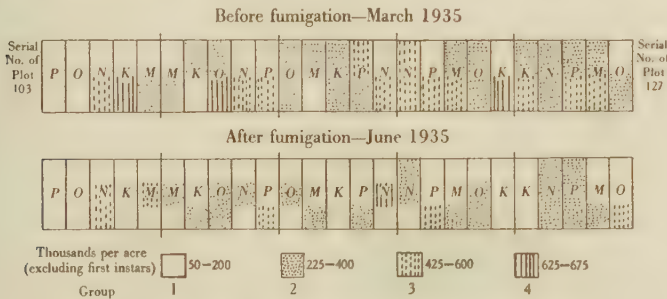 Before fumigation—March 1935
Serial No. of Plot 103
P O N K M M K O N P O M K P N N P M O K K N P M O
Serial No. of Plot 127
After fumigation—June 1935
P O N K M M K O N P O M K P N N P M O K K N P M O
Thousands per acre (excluding first instars) 50–200 225–400 425–600 625–675
Group 1 2 3 4